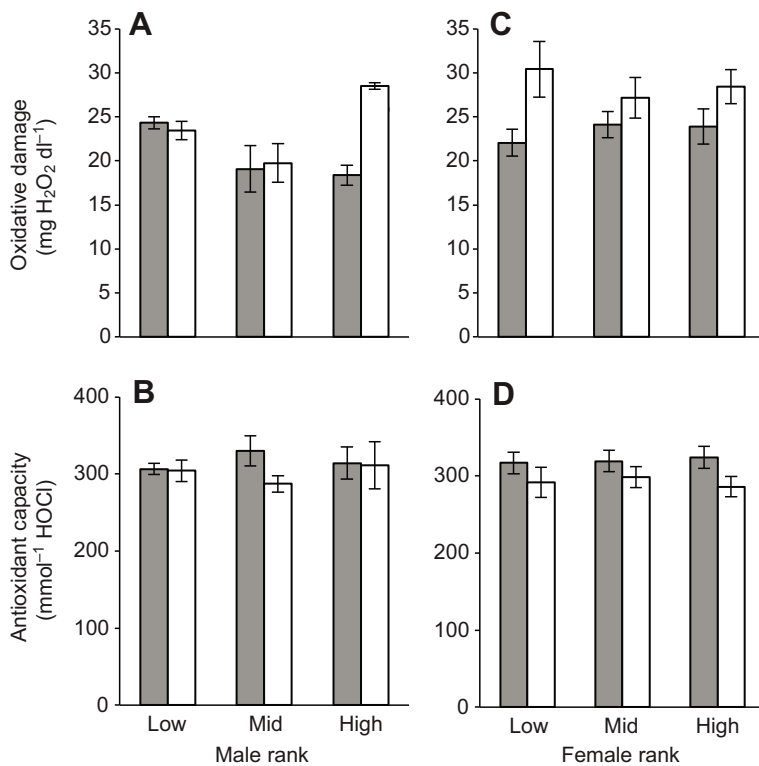 A
C
35
30
25
20
15
10
5
0
Oxidative damage
(mg H₂O₂ dl⁻¹)
35
30
25
20
15
10
5
0
B
D
400
300
200
100
0
Antioxidant capacity
(mmol⁻¹ HOCl)
400
300
200
100
0
Low Mid High
Male rank
Low Mid High
Female rank